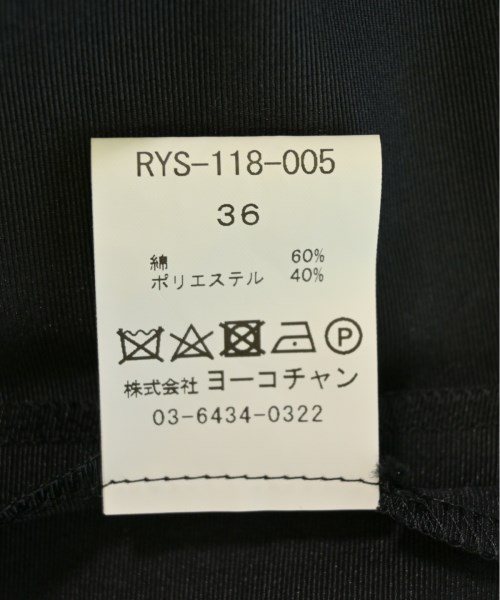 RYS-118-005
36
綿 60%
ポリエステル 40%
P
株式会社 ヨーコチャン
03-6434-0322